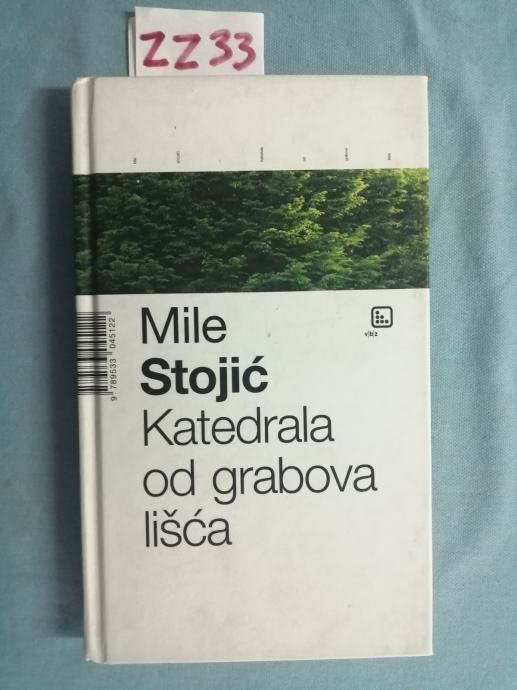 ZZ33
Mile
Stojić
Katedrala
od grabova
lišća
v|b|z
9 789533 045122